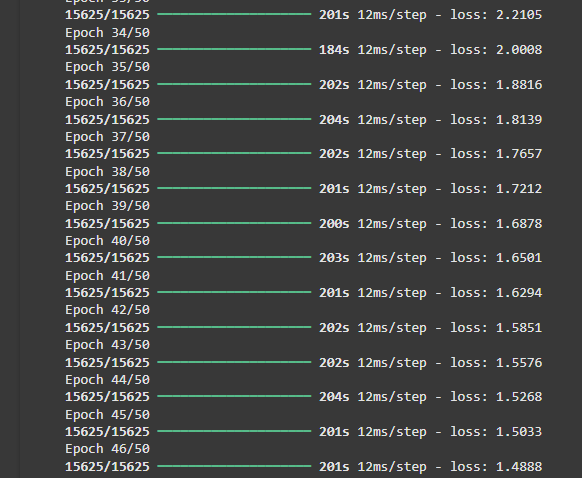 15625/15625 ━━━━━━━━━━━━━━━━━━━━ 201s 12ms/step - loss: 2.2105
Epoch 34/50
15625/15625 ━━━━━━━━━━━━━━━━━━━━ 184s 12ms/step - loss: 2.0008
Epoch 35/50
15625/15625 ━━━━━━━━━━━━━━━━━━━━ 202s 12ms/step - loss: 1.8816
Epoch 36/50
15625/15625 ━━━━━━━━━━━━━━━━━━━━ 204s 12ms/step - loss: 1.8139
Epoch 37/50
15625/15625 ━━━━━━━━━━━━━━━━━━━━ 202s 12ms/step - loss: 1.7657
Epoch 38/50
15625/15625 ━━━━━━━━━━━━━━━━━━━━ 201s 12ms/step - loss: 1.7212
Epoch 39/50
15625/15625 ━━━━━━━━━━━━━━━━━━━━ 200s 12ms/step - loss: 1.6878
Epoch 40/50
15625/15625 ━━━━━━━━━━━━━━━━━━━━ 203s 12ms/step - loss: 1.6501
Epoch 41/50
15625/15625 ━━━━━━━━━━━━━━━━━━━━ 201s 12ms/step - loss: 1.6294
Epoch 42/50
15625/15625 ━━━━━━━━━━━━━━━━━━━━ 202s 12ms/step - loss: 1.5851
Epoch 43/50
15625/15625 ━━━━━━━━━━━━━━━━━━━━ 202s 12ms/step - loss: 1.5576
Epoch 44/50
15625/15625 ━━━━━━━━━━━━━━━━━━━━ 204s 12ms/step - loss: 1.5268
Epoch 45/50
15625/15625 ━━━━━━━━━━━━━━━━━━━━ 201s 12ms/step - loss: 1.5033
Epoch 46/50
15625/15625 ━━━━━━━━━━━━━━━━━━━━ 201s 12ms/step - loss: 1.4888